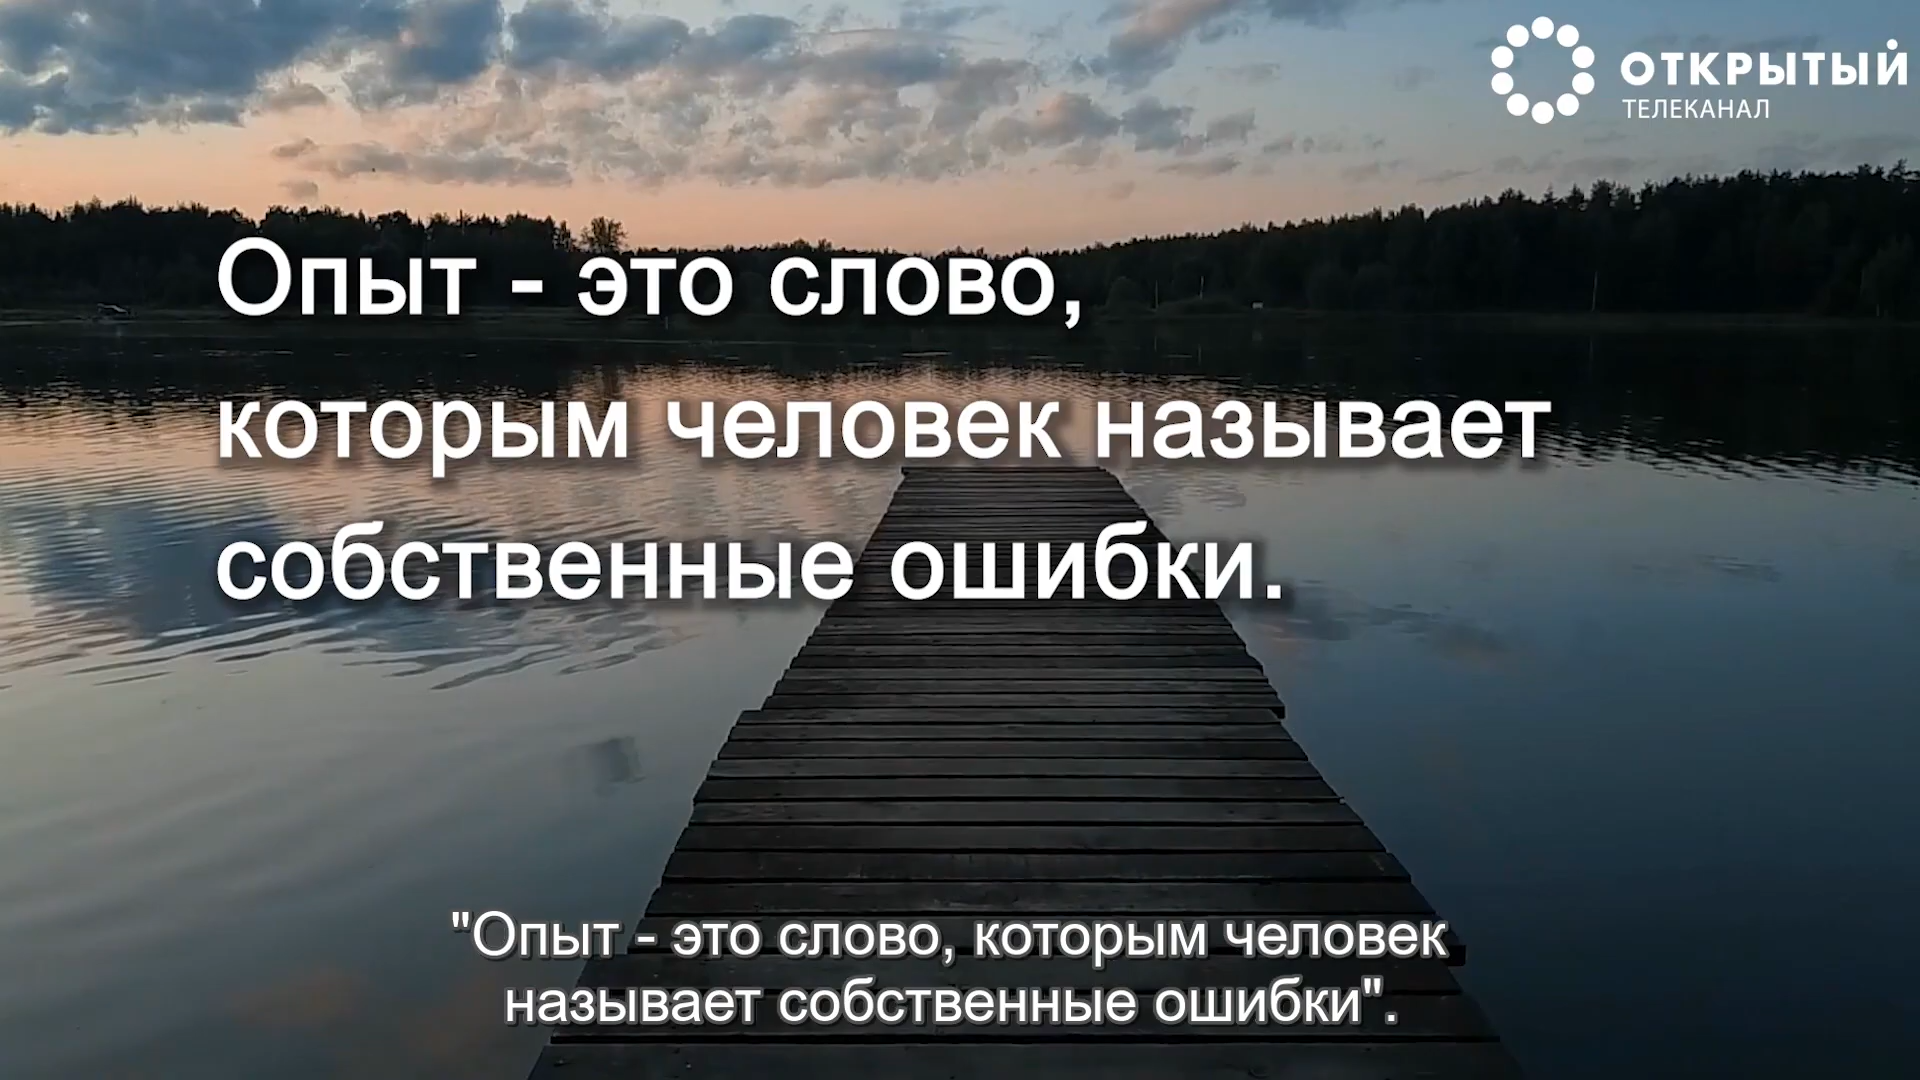 ОТКРЫТЫЙ
ТЕЛЕКАНАЛ
Опыт - это слово,
которым человек называет
собственные ошибки.
"Опыт - это слово, которым человек
называет собственные ошибки".